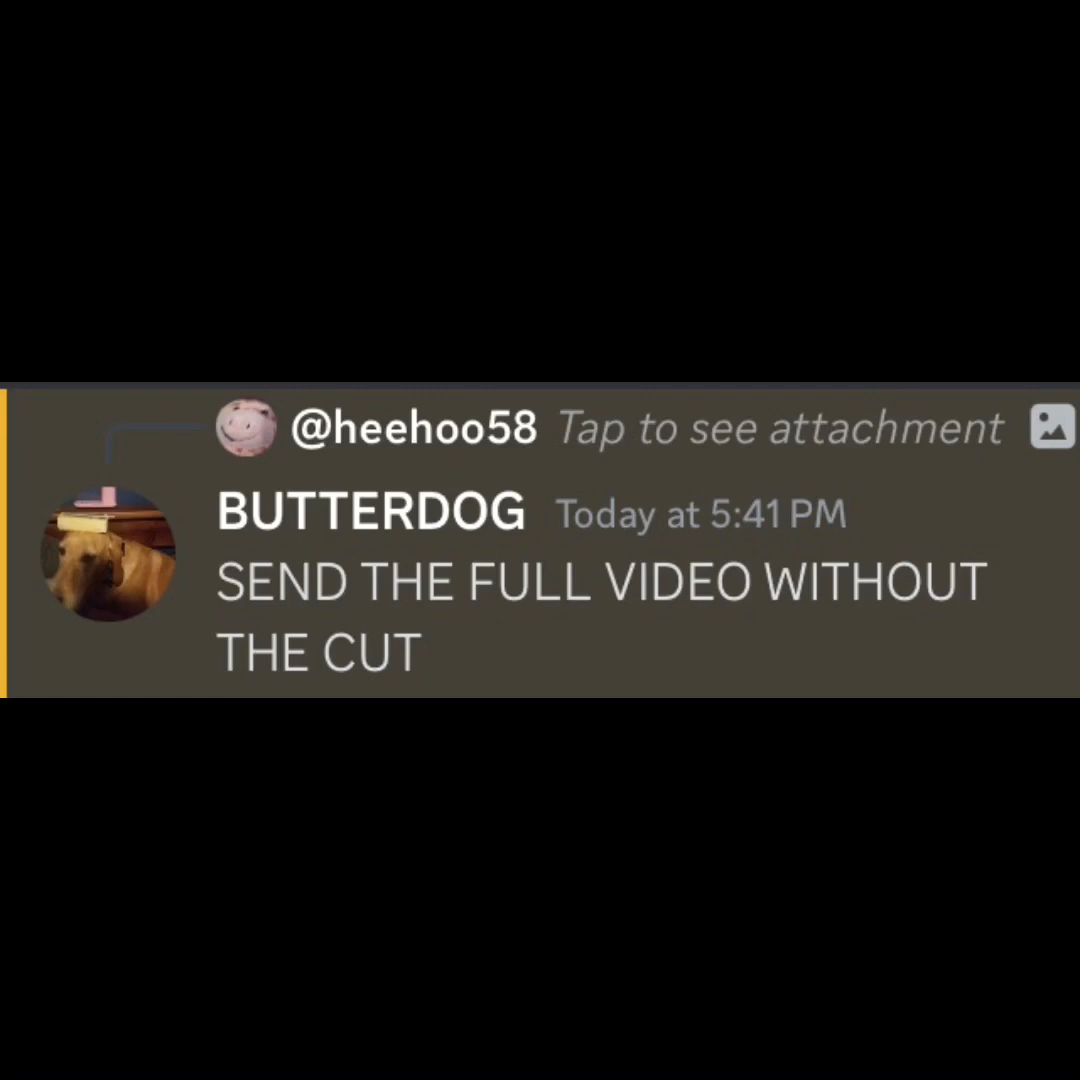 @heehoo58 Tap to see attachment
BUTTERDOG Today at 5:41 PM
SEND THE FULL VIDEO WITHOUT
THE CUT